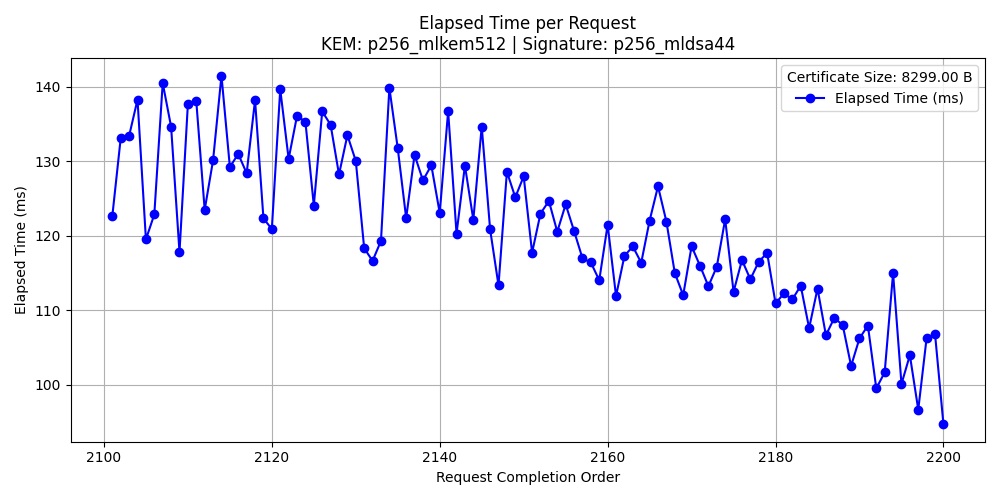 Elapsed Time per Request
KEM: p256_mlkem512 | Signature: p256_mldsa44
Certificate Size: 8299.00 B
Elapsed Time (ms)
Elapsed Time (ms)
140
130
120
110
100
2100 2120 2140 2160 2180 2200
Request Completion Order